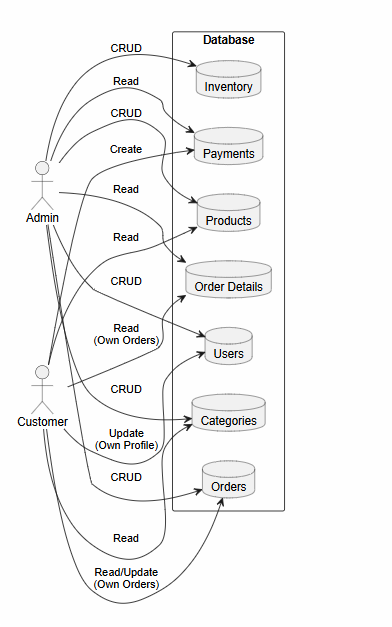 Database
CRUD
Inventory
Read
CRUD
Payments
Create
Read
Admin
Products
Read
CRUD
Order Details
Read
(Own Orders)
Users
CRUD
Customer
Categories
Update
(Own Profile)
CRUD
Orders
Read
Read/Update
(Own Orders)